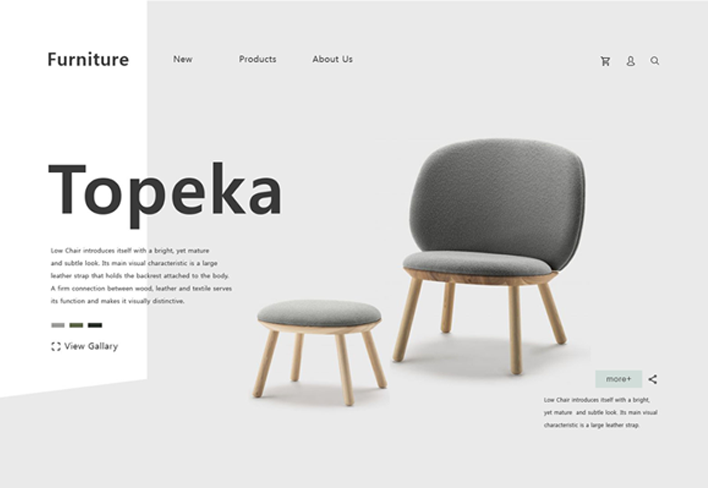 Furniture
New
Products
About Us
Topeka
Low Chair introduces itself with a bright, yet mature
and subtle look. Its main visual characteristic is a large
leather strap that holds the backrest attached to the body.
A firm connection between wood, leather and textile serves
its function and makes it visually distinctive.
View Gallary
more+
Low Chair introduces itself with a bright,
yet mature and subtle look. Its main visual
characteristic is a large leather strap.